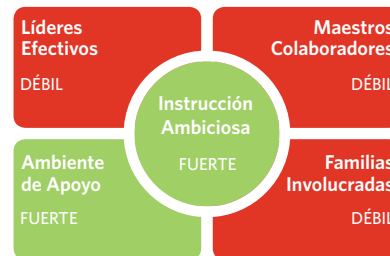 Líderes
Efectivos
DÉBIL
Maestros
Colaboradores
DÉBIL
Instrucción
Ambiciosa
FUERTE
Ambiente
de Apoyo
FUERTE
Familias
Involucradas
DÉBIL